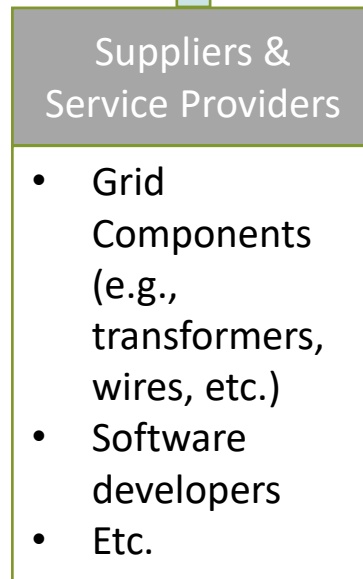 Suppliers &
Service Providers
• Grid
Components
(e.g.,
transformers,
wires, etc.)
• Software
developers
• Etc.